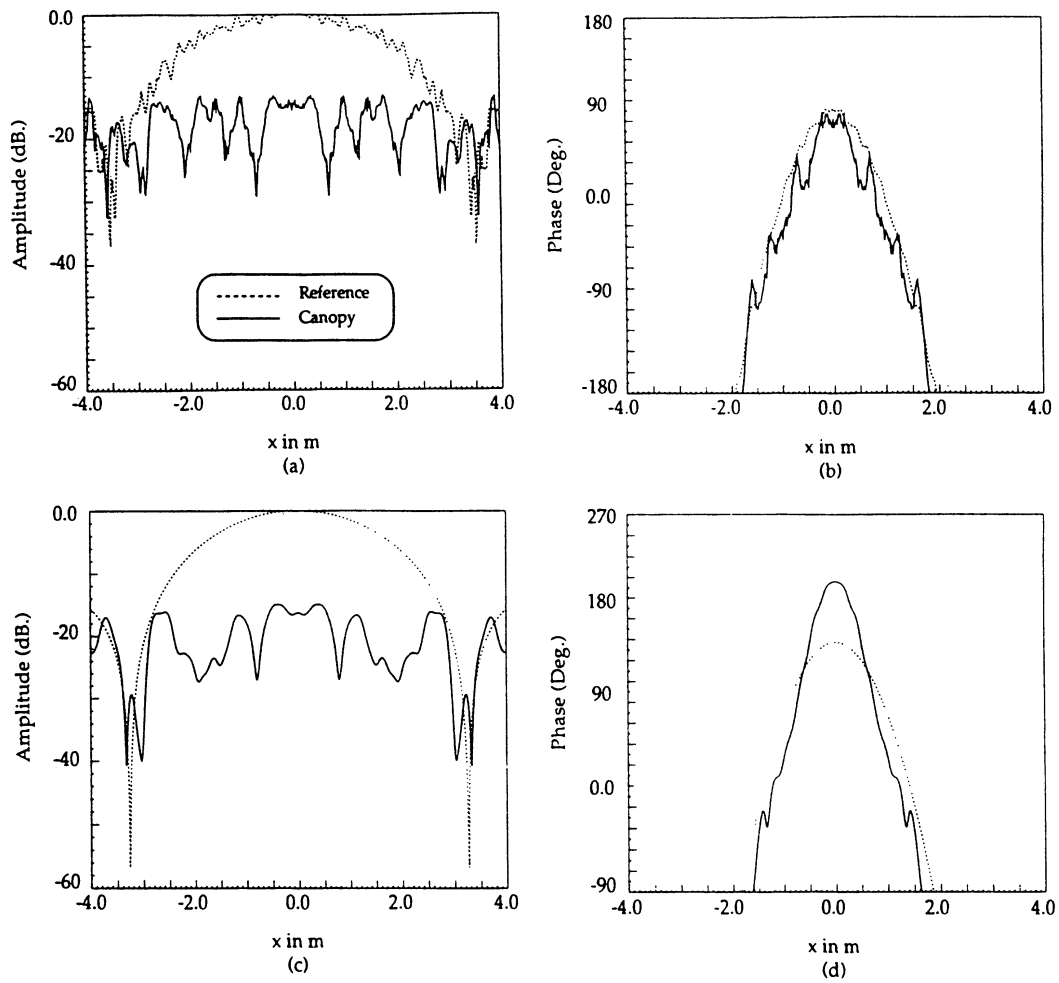 0.0
-20
-40
-60
Amplitude (dB.)
Reference
Canopy
-4.0 -2.0 0.0 2.0 4.0
x in m
(a)
180
90
0.0
-90
-180
Phase (Deg.)
-4.0 -2.0 0.0 2.0 4.0
x in m
(b)
0.0
-20
-40
-60
Amplitude (dB.)
-4.0 -2.0 0.0 2.0 4.0
x in m
(c)
270
180
90
0.0
-90
Phase (Deg.)
-4.0 -2.0 0.0 2.0 4.0
x in m
(d)